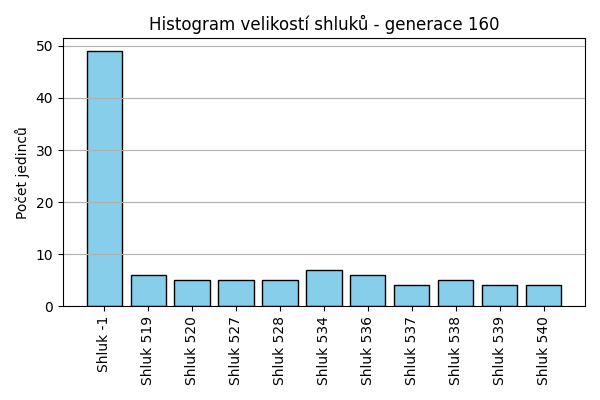 Histogram velikostí shluků - generace 160
Počet jedinců
50
40
30
20
10
0
Shluk -1
Shluk 519
Shluk 520
Shluk 527
Shluk 528
Shluk 534
Shluk 536
Shluk 537
Shluk 538
Shluk 539
Shluk 540